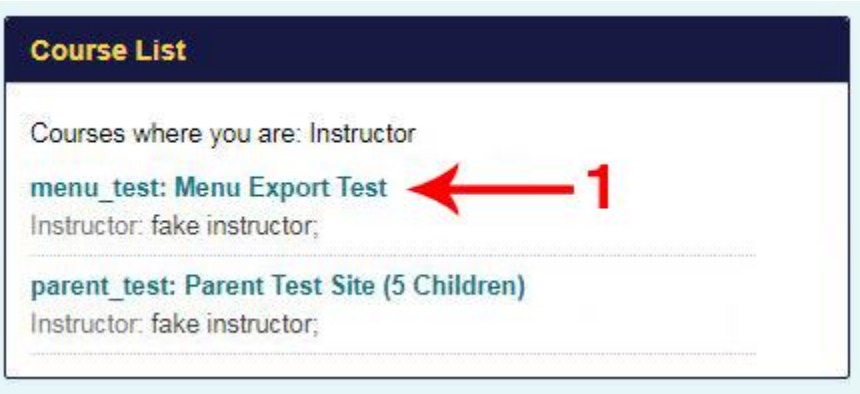 Course List
Courses where you are: Instructor
menu_test: Menu Export Test
1
Instructor: fake instructor;
parent_test: Parent Test Site (5 Children)
Instructor: fake instructor;